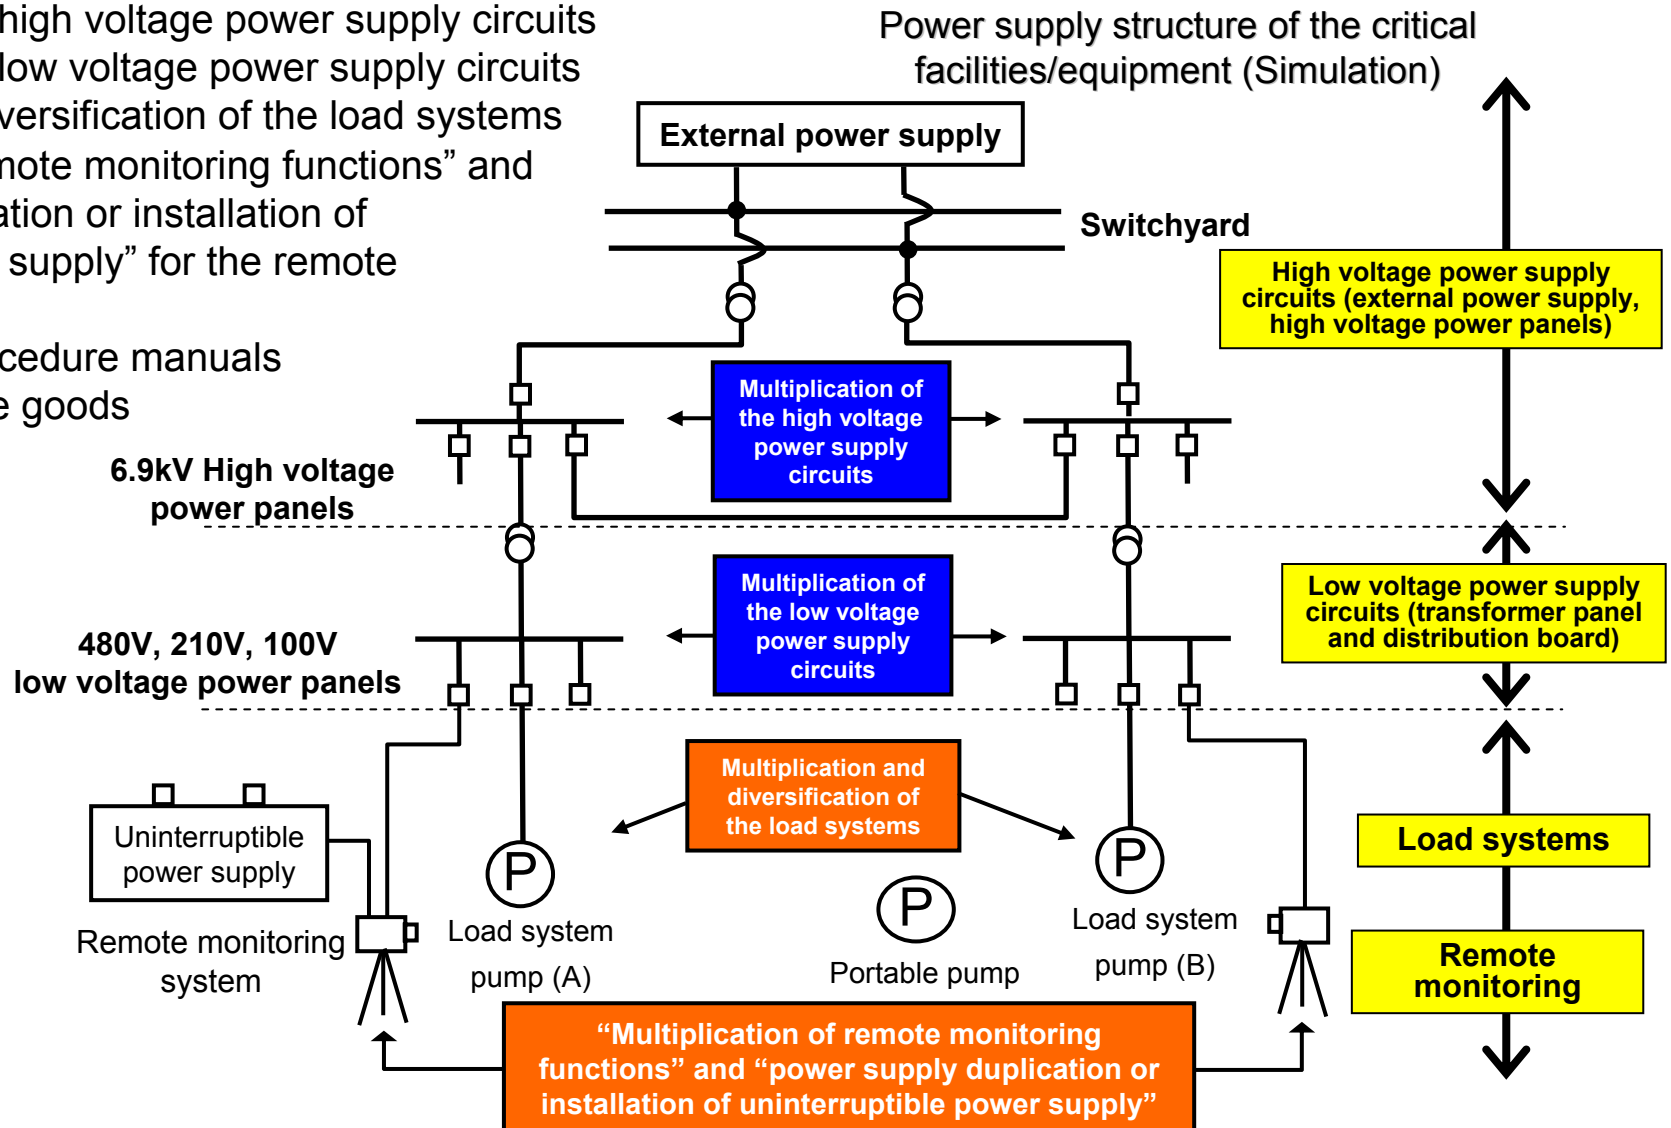 high voltage power supply circuits
low voltage power supply circuits
versification of the load systems
mote monitoring functions” and
ation or installation of
supply” for the remote
cedure manuals
e goods
Power supply structure of the critical
facilities/equipment (Simulation)
External power supply
Switchyard
High voltage power supply
circuits (external power supply,
high voltage power panels)
Multiplication of
the high voltage
power supply
circuits
6.9kV High voltage
power panels
Multiplication of
the low voltage
power supply
circuits
Low voltage power supply
circuits (transformer panel
and distribution board)
480V, 210V, 100V
low voltage power panels
Multiplication and
diversification of
the load systems
Uninterruptible
power supply
P
P
P
Load systems
Remote monitoring
system
Load system
pump (A)
Portable pump
Load system
pump (B)
Remote
monitoring
“Multiplication of remote monitoring
functions” and “power supply duplication or
installation of uninterruptible power supply”